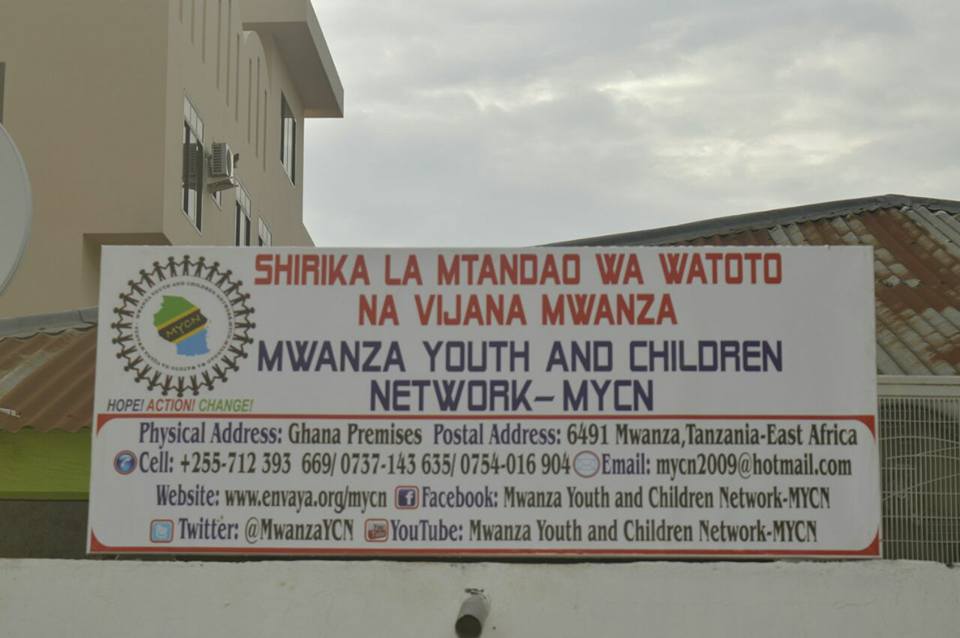 SHIRIKA LA MTANDAO WA WATOTO
NA VIJANA MWANZA
MWANZA YOUTH AND CHILDREN
NETWORK-MYCN
MYCN
HOPE! ACTION! CHANGE!
Physical Address: Ghana Premises Postal Address: 6491 Mwanza,Tanzania-East Africa
Cell: +255-712 393 669/ 0737-143 635/ 0754-016 904 Email: mycn2009@hotmail.com
Website: www.envaya.org/mycn f Facebook: Mwanza Youth and Children Network-MYCN
Twitter: @MwanzaYCN YouTube: Mwanza Youth and Children Network-MYCN